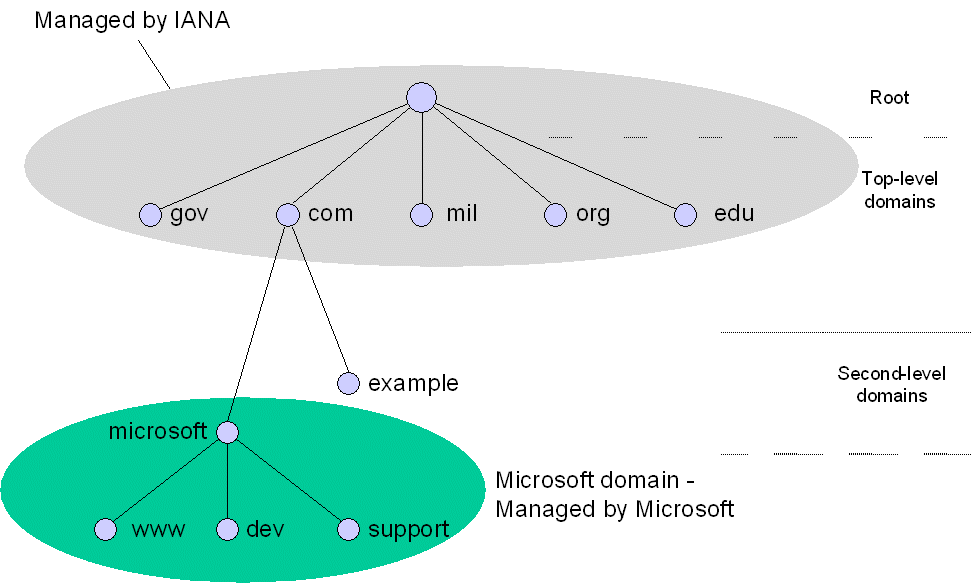 Managed by IANA
Root
Top-level
domains
gov
com
mil
org
edu
example
Second-level
domains
microsoft
Microsoft domain -
Managed by Microsoft
www
dev
support